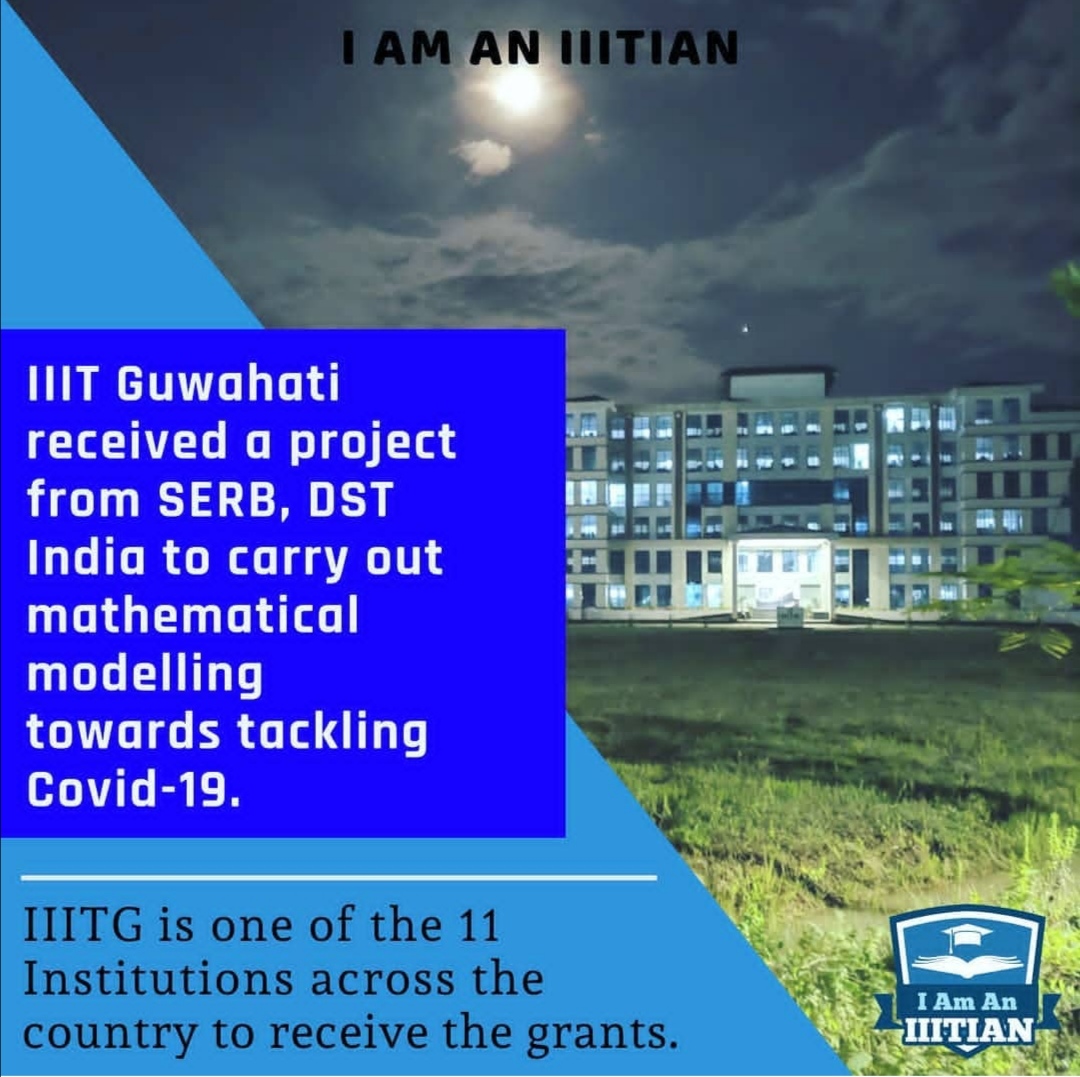 I AM AN IIITIAN
IIIT Guwahati
received a project
from SERB, DST
India to carry out
mathematical
modelling
towards tackling
Covid-19.
IIITG is one of the 11
Institutions across the
country to receive the grants.
I Am An
IIITIAN